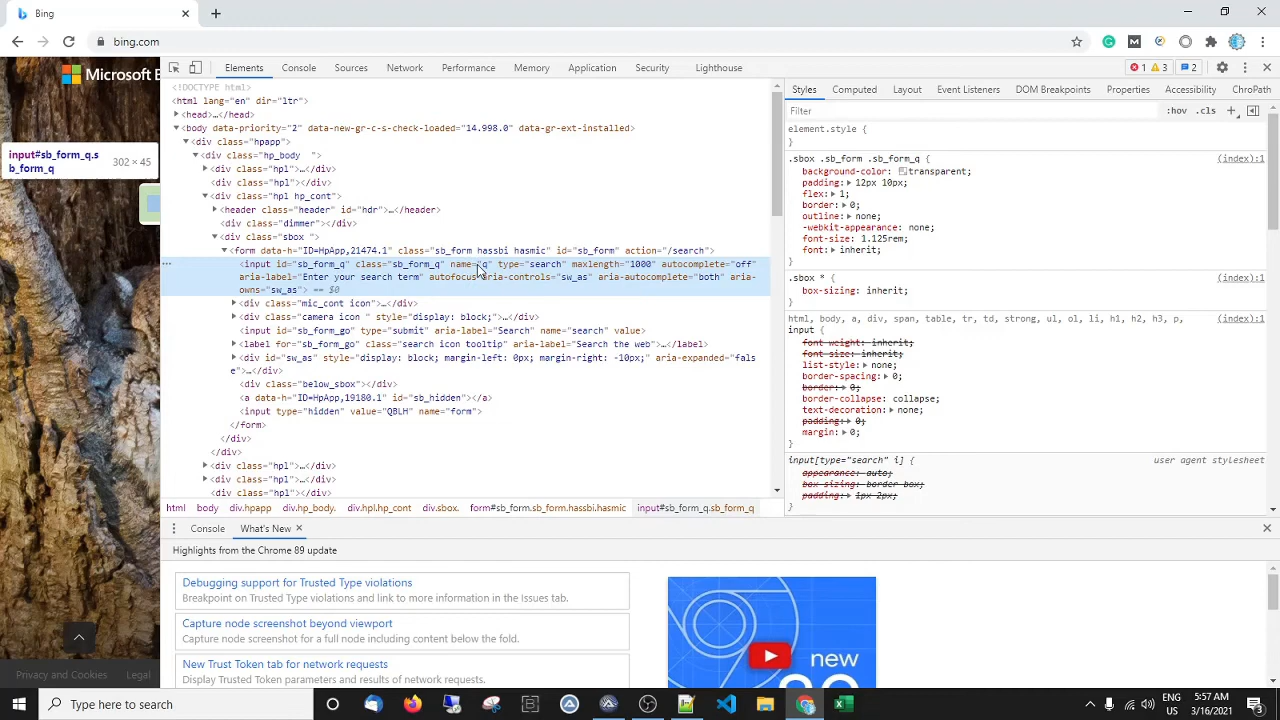 Bing
bing.com
Microsoft E
input#sb_form_q.s
b_form_q
302 × 45
Privacy and Cookies
Legal
Elements
Console
Sources
Network
Performance
Memory
Application
Security
Lighthouse
1
3
2
<!DOCTYPE html>
<html lang="en" dir="ltr">
<head>…</head>
<body data-priority="2" data-new-gr-c-s-check-loaded="14.998.0" data-gr-ext-installed>
<div class="hpapp">
<div class="hp_body  ">
<div class="hpl">…</div>
<div class="hpl"></div>
<div class="hpl hp_cont">
<header class="header" id="hdr">…</header>
<div class="dimmer"></div>
<div class="sbox ">
<form data-h="ID=HpApp,21474.1" class="sb_form hassbi hasmic" id="sb_form" action="/search">
<input id="sb_form_q" class="sb_form_q" name="q" type="search" maxlength="1000" autocomplete="off"
aria-label="Enter your search term" autofocus aria-controls="sw_as" aria-autocomplete="both" aria-
owns="sw_as"> == $0
<div class="mic_cont icon">…</div>
<div class="camera icon " style="display: block;">…</div>
<input id="sb_form_go" type="submit" aria-label="Search" name="search" value>
<label for="sb_form_go" class="search icon tooltip" aria-label="Search the web">…</label>
<div id="sw_as" style="display: block; margin-left: 0px; margin-right: -10px;" aria-expanded="fals
e">…</div>
<div class="below_sbox"></div>
<a data-h="ID=HpApp,19180.1" id="sb_hidden"></a>
<input type="hidden" value="QBLH" name="form">
</form>
</div>
</div>
<div class="hpl">…</div>
<div class="hpl">…</div>
<div class="hpl"></div>
html
body
div.hpapp
div.hp_body.
div.hpl.hp_cont
div.sbox.
form#sb_form.sb_form.hassbi.hasmic
input#sb_form_q.sb_form_q
Styles
Computed
Layout
Event Listeners
DOM Breakpoints
Properties
Accessibility
ChroPath
Filter
:hov
.cls
element.style {
}
.sbox .sb_form .sb_form_q {
(index):1
background-color: transparent;
padding: 12px 10px;
flex: 1;
border: 0;
outline: none;
-webkit-appearance: none;
font-size: 1.125rem;
font: inherit;
}
.sbox * {
(index):1
box-sizing: inherit;
}
html, body, a, div, span, table, tr, td, strong, ul, ol, li, h1, h2, h3, p,
(index):1
input {
font-weight: inherit;
font-size: inherit;
list-style: none;
border-spacing: 0;
border: 0;
border-collapse: collapse;
text-decoration: none;
padding: 0;
margin: 0;
}
input[type="search" i] {
user agent stylesheet
appearance: auto;
box-sizing: border-box;
padding: 1px 2px;
}
Console
What's New
Highlights from the Chrome 89 update
Debugging support for Trusted Type violations
Breakpoint on Trusted Type violations and link to more information in the Issues tab.
Capture node screenshot beyond viewport
Capture node screenshot for a full node including content below the fold.
New Trust Token tab for network requests
Display Trusted Token parameters and results of network requests.
new
Type here to search
ENG
US
5:57 AM
3/16/2021
3